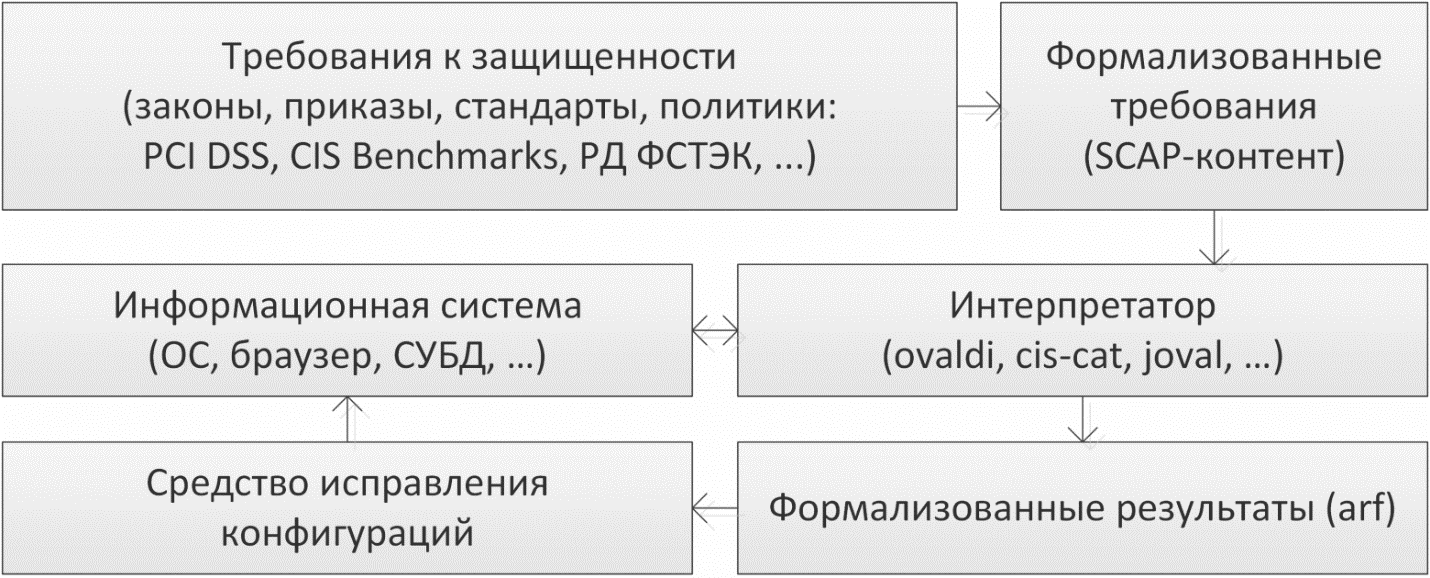 Требования к защищенности
(законы, приказы, стандарты, политики:
PCI DSS, CIS Benchmarks, РД ФСТЭК, ...)
Формализованные
требования
(SCAP-контент)
Информационная система
(ОС, браузер, СУБД, ...)
Интерпретатор
(ovaldi, cis-cat, joval, ...)
Средство исправления
конфигураций
Формализованные результаты (arf)